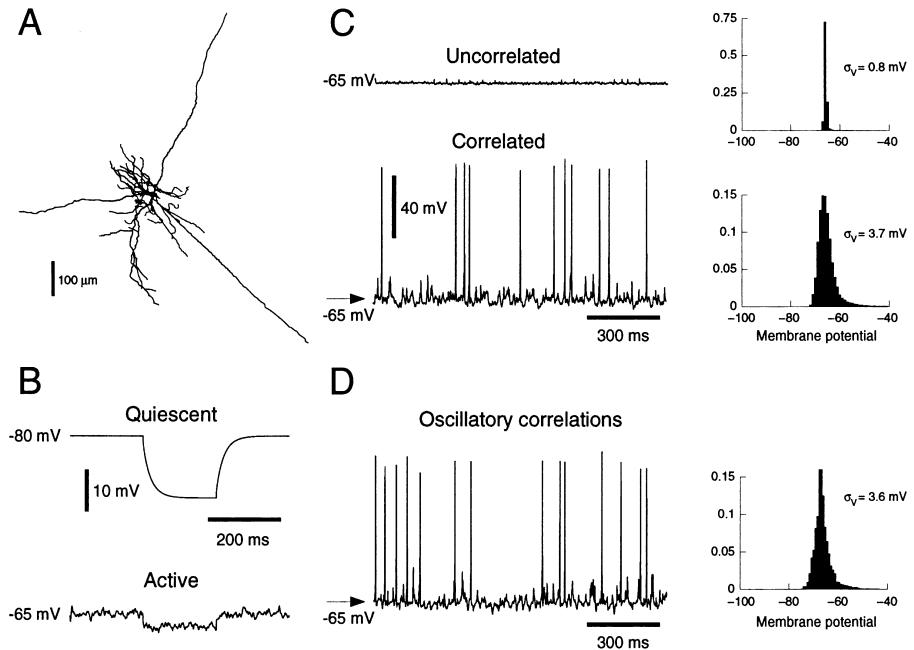 A
100 μm
B
Quiescent
-80 mV
10 mV
200 ms
Active
-65 mV
C
Uncorrelated
-65 mV
Correlated
40 mV
-65 mV
300 ms
0.75
0.5
0.25
0
−100 −80 −60 −40
σV = 0.8 mV
0.15
0.1
0.05
0
−100 −80 −60 −40
σV = 3.7 mV
Membrane potential
D
Oscillatory correlations
-65 mV
300 ms
0.15
0.1
0.05
0
−100 −80 −60 −40
σV = 3.6 mV
Membrane potential